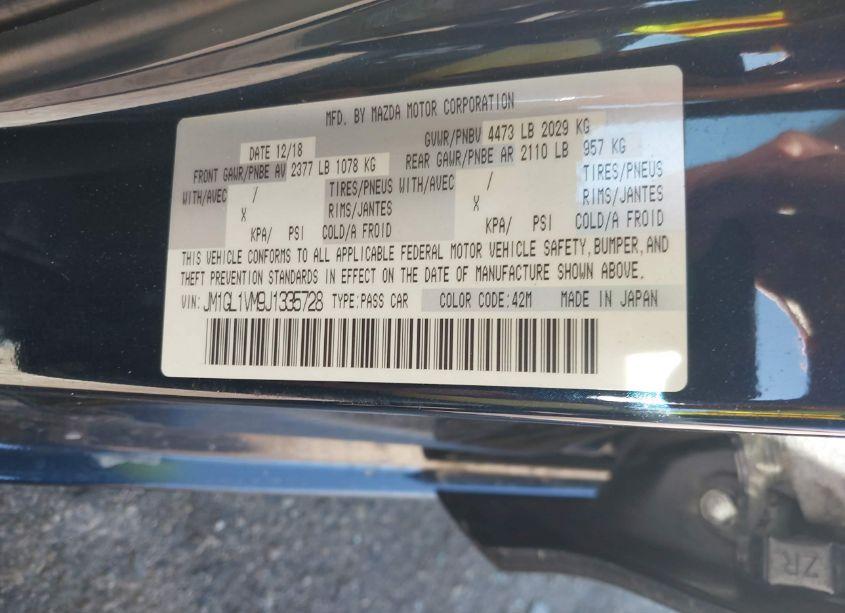 MFD. BY MAZDA MOTOR CORPORATION
DATE 12/18 GVWR/PNBV 4473 LB 2029 KG
FRONT GAWR/PNBE AV 2377 LB 1078 KG REAR GAWR/PNBE AR 2110 LB 957 KG
WITH/AVEC / TIRES/PNEUS WITH/AVEC / TIRES/PNEUS
X RIMS/JANTES X RIMS/JANTES
KPA/ PSI COLD/A FROID KPA/ PSI COLD/A FROID
THIS VEHICLE CONFORMS TO ALL APPLICABLE FEDERAL MOTOR VEHICLE SAFETY, BUMPER, AND
THEFT PREVENTION STANDARDS IN EFFECT ON THE DATE OF MANUFACTURE SHOWN ABOVE.
VIN: JM1GL1VM9J1335728 TYPE:PASS CAR COLOR CODE:42M MADE IN JAPAN
ZR